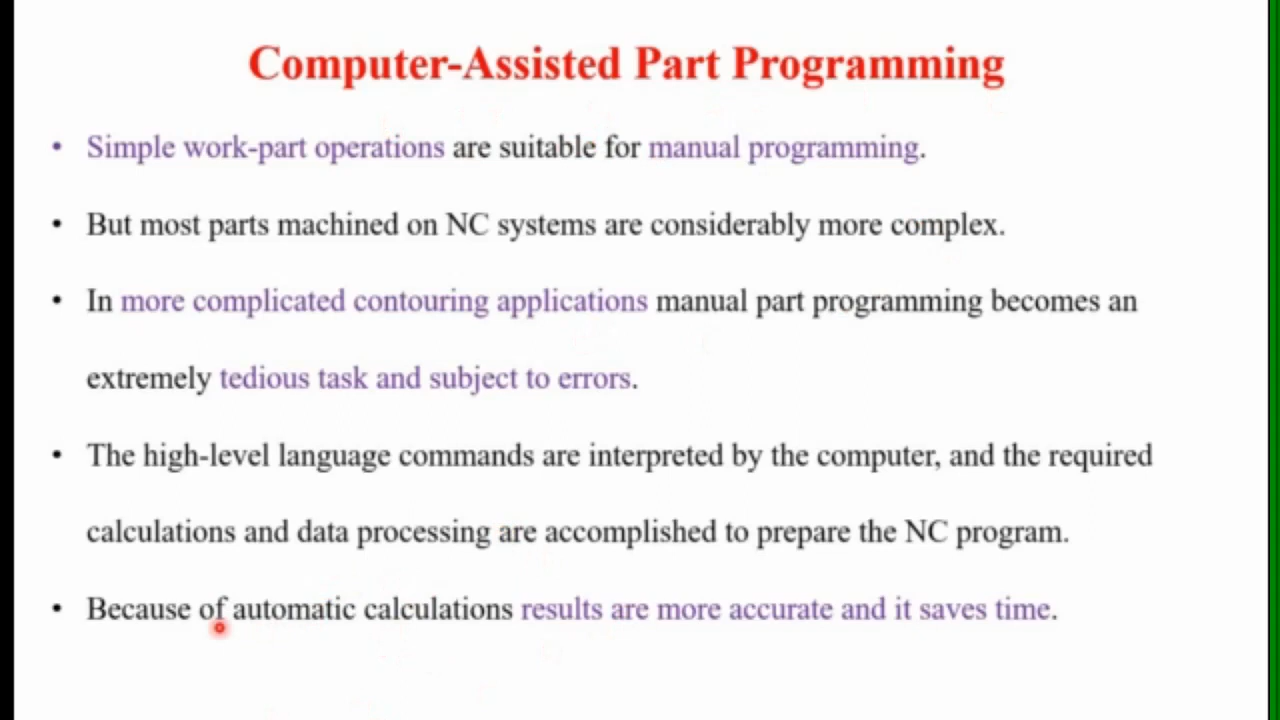 Computer-Assisted Part Programming
• Simple work-part operations are suitable for manual programming.
• But most parts machined on NC systems are considerably more complex.
• In more complicated contouring applications manual part programming becomes an
extremely tedious task and subject to errors.
• The high-level language commands are interpreted by the computer, and the required
calculations and data processing are accomplished to prepare the NC program.
• Because of automatic calculations results are more accurate and it saves time.